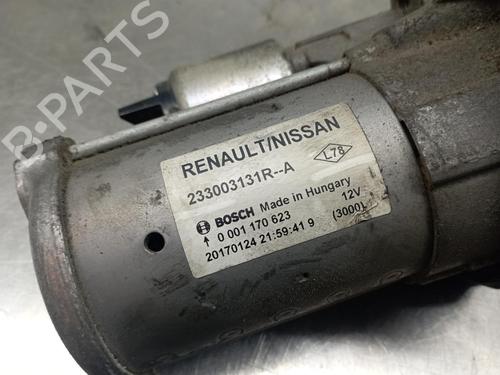 B-PARTS
RENAULT/NISSAN
233003131R--A
L78
BOSCH Made in Hungary
0 001 170 623 12V
20170124 21:59:41 9 (3000)